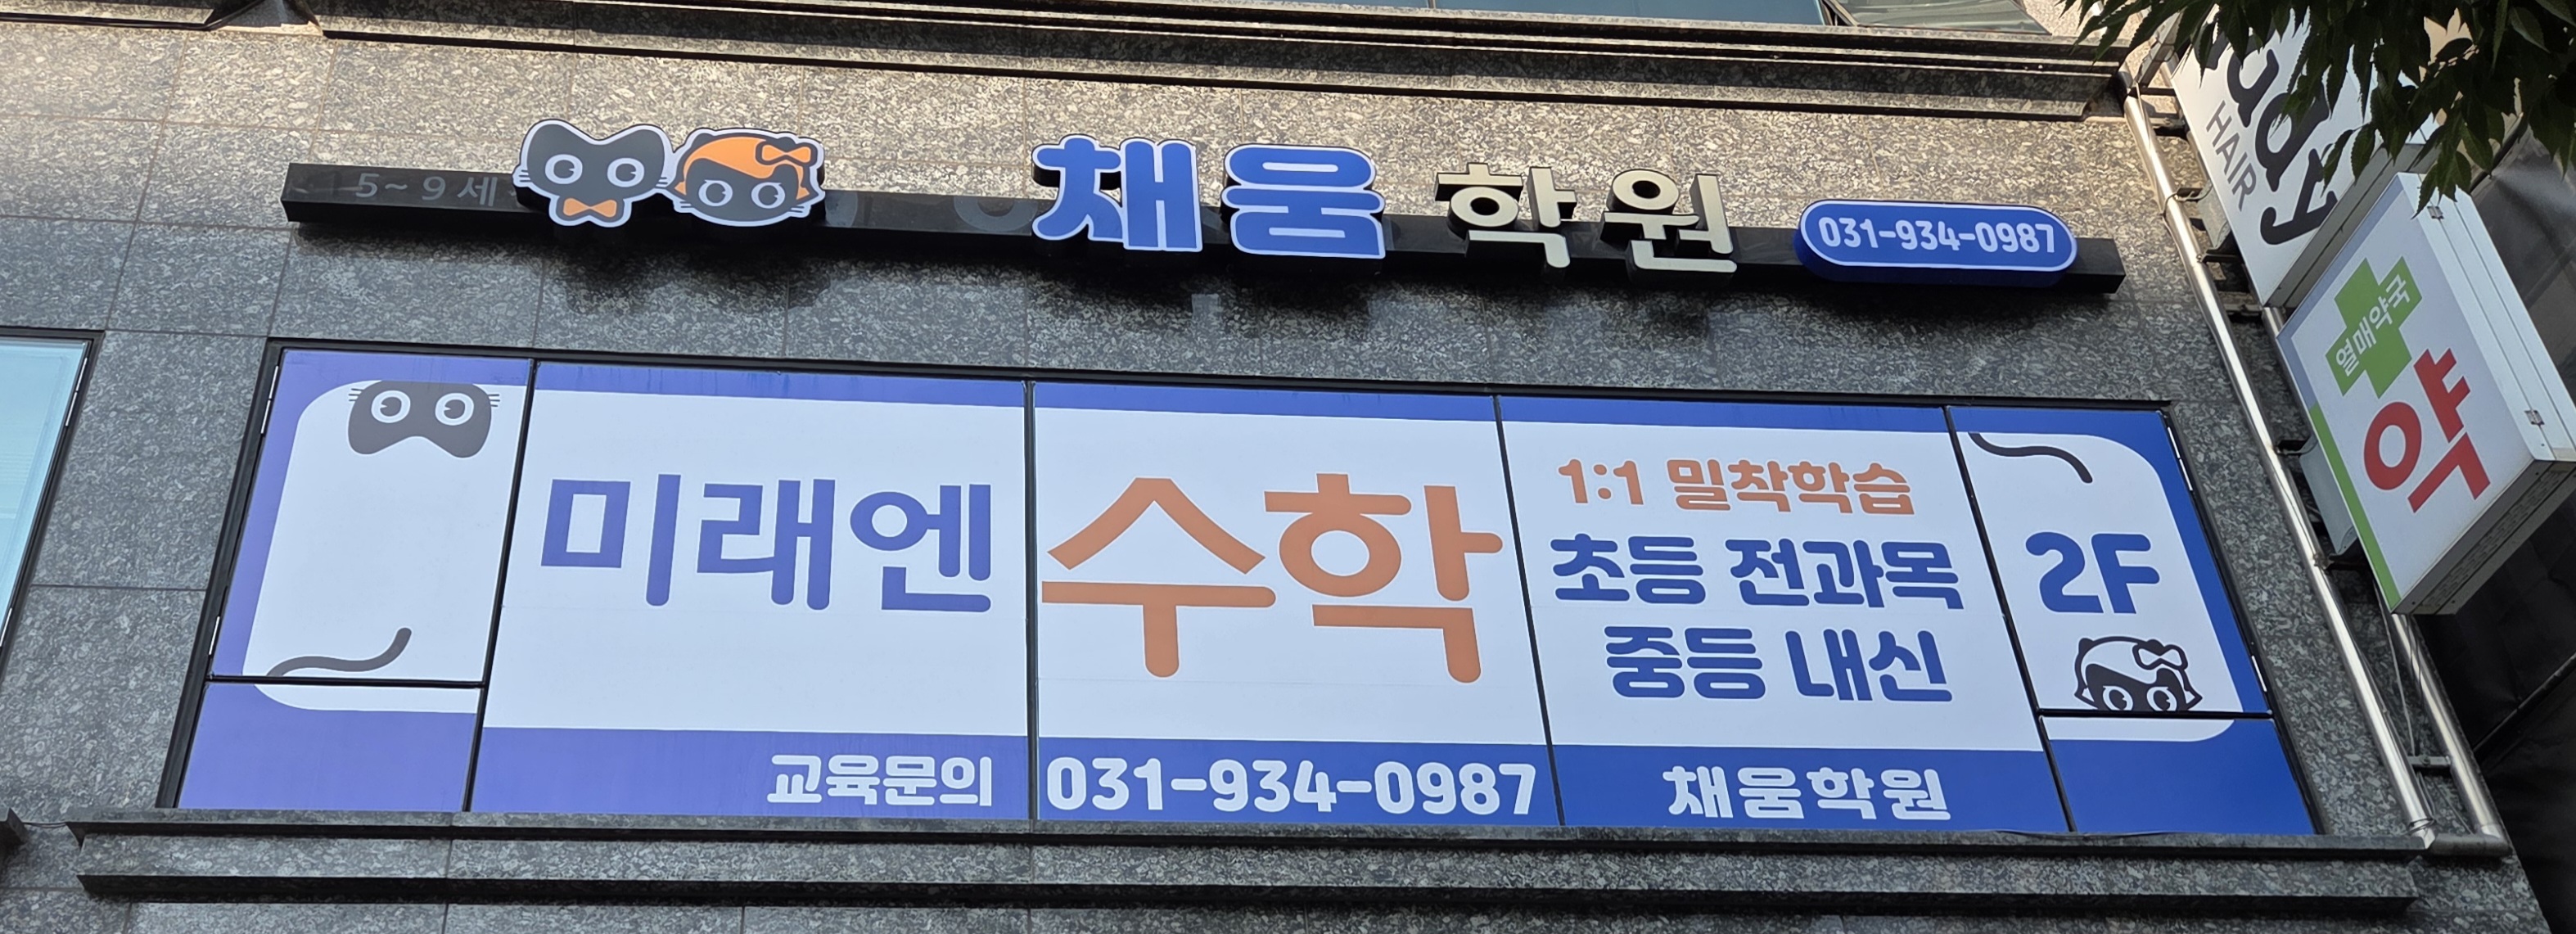 5~9세
채움 학원 031-934-0987
미래엔 수학
1:1 밀착학습
초등 전과목
중등 내신
2F
교육문의 031-934-0987 채움학원
HAIR
열매약국
약